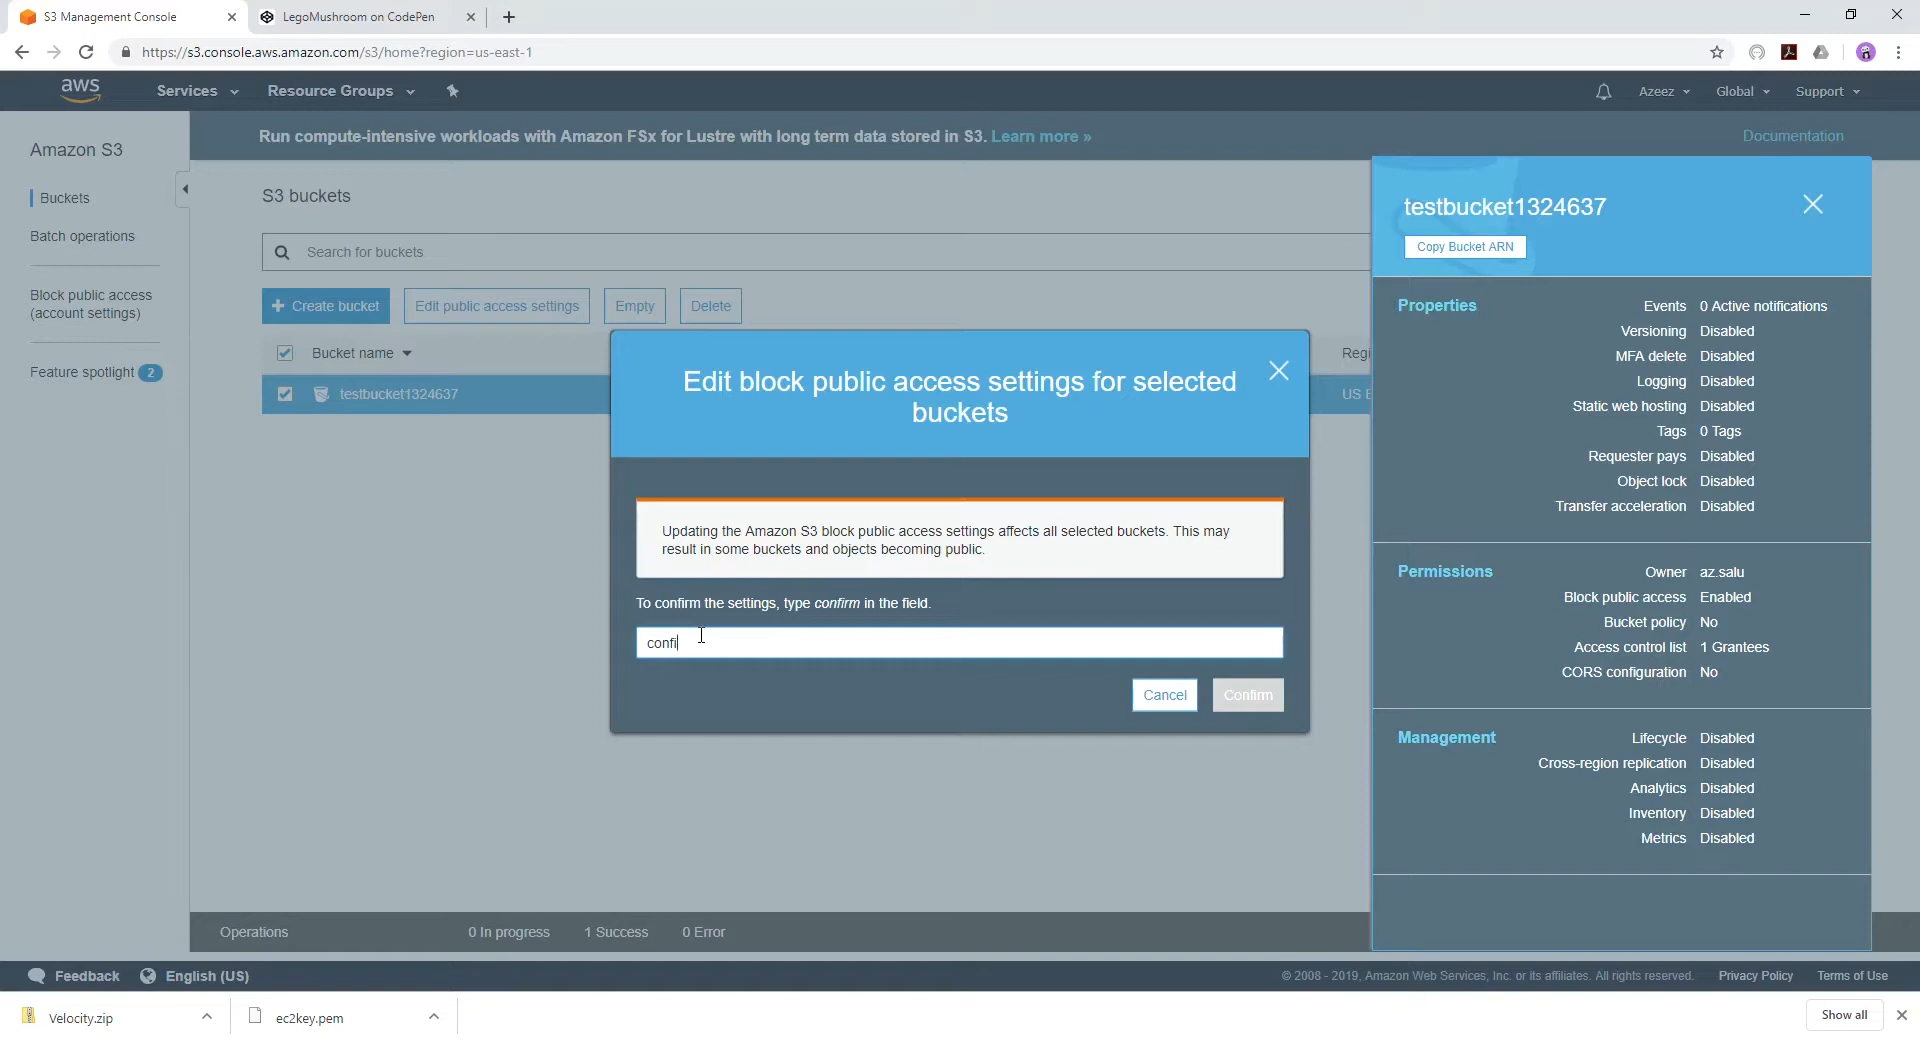 S3 Management Console
LegoMushroom on CodePen
https://s3.console.aws.amazon.com/s3/home?region=us-east-1
aws
Services
Resource Groups
Azeez
Global
Support
Amazon S3
Buckets
Batch operations
Block public access
(account settings)
Feature spotlight 2
Run compute-intensive workloads with Amazon FSx for Lustre with long term data stored in S3. Learn more »
Documentation
S3 buckets
Search for buckets
+ Create bucket
Edit public access settings
Empty
Delete
Bucket name
Regi
testbucket1324637
US E
Edit block public access settings for selected
buckets
Updating the Amazon S3 block public access settings affects all selected buckets. This may
result in some buckets and objects becoming public.
To confirm the settings, type confirm in the field.
confi
Cancel
Confirm
testbucket1324637
Copy Bucket ARN
Properties
Events 0 Active notifications
Versioning Disabled
MFA delete Disabled
Logging Disabled
Static web hosting Disabled
Tags 0 Tags
Requester pays Disabled
Object lock Disabled
Transfer acceleration Disabled
Permissions
Owner az.salu
Block public access Enabled
Bucket policy No
Access control list 1 Grantees
CORS configuration No
Management
Lifecycle Disabled
Cross-region replication Disabled
Analytics Disabled
Inventory Disabled
Metrics Disabled
Operations
0 In progress
1 Success
0 Error
Feedback
English (US)
© 2008 - 2019, Amazon Web Services, Inc. or its affiliates. All rights reserved.
Privacy Policy
Terms of Use
Velocity.zip
ec2key.pem
Show all